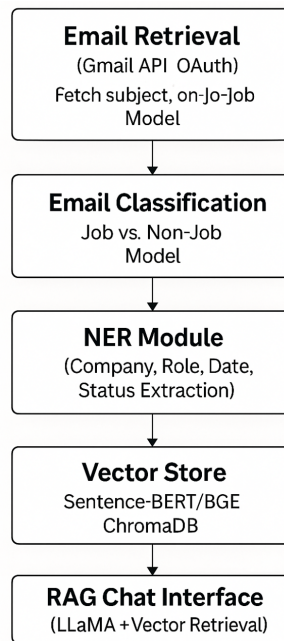 Email Retrieval
(Gmail API OAuth)
Fetch subject, on-Jo-Job
Model
Email Classification
Job vs. Non-Job
Model
NER Module
(Company, Role, Date,
Status Extraction)
Vector Store
Sentence-BERT/BGE
ChromaDB
RAG Chat Interface
(LLaMA +Vector Retrieval)